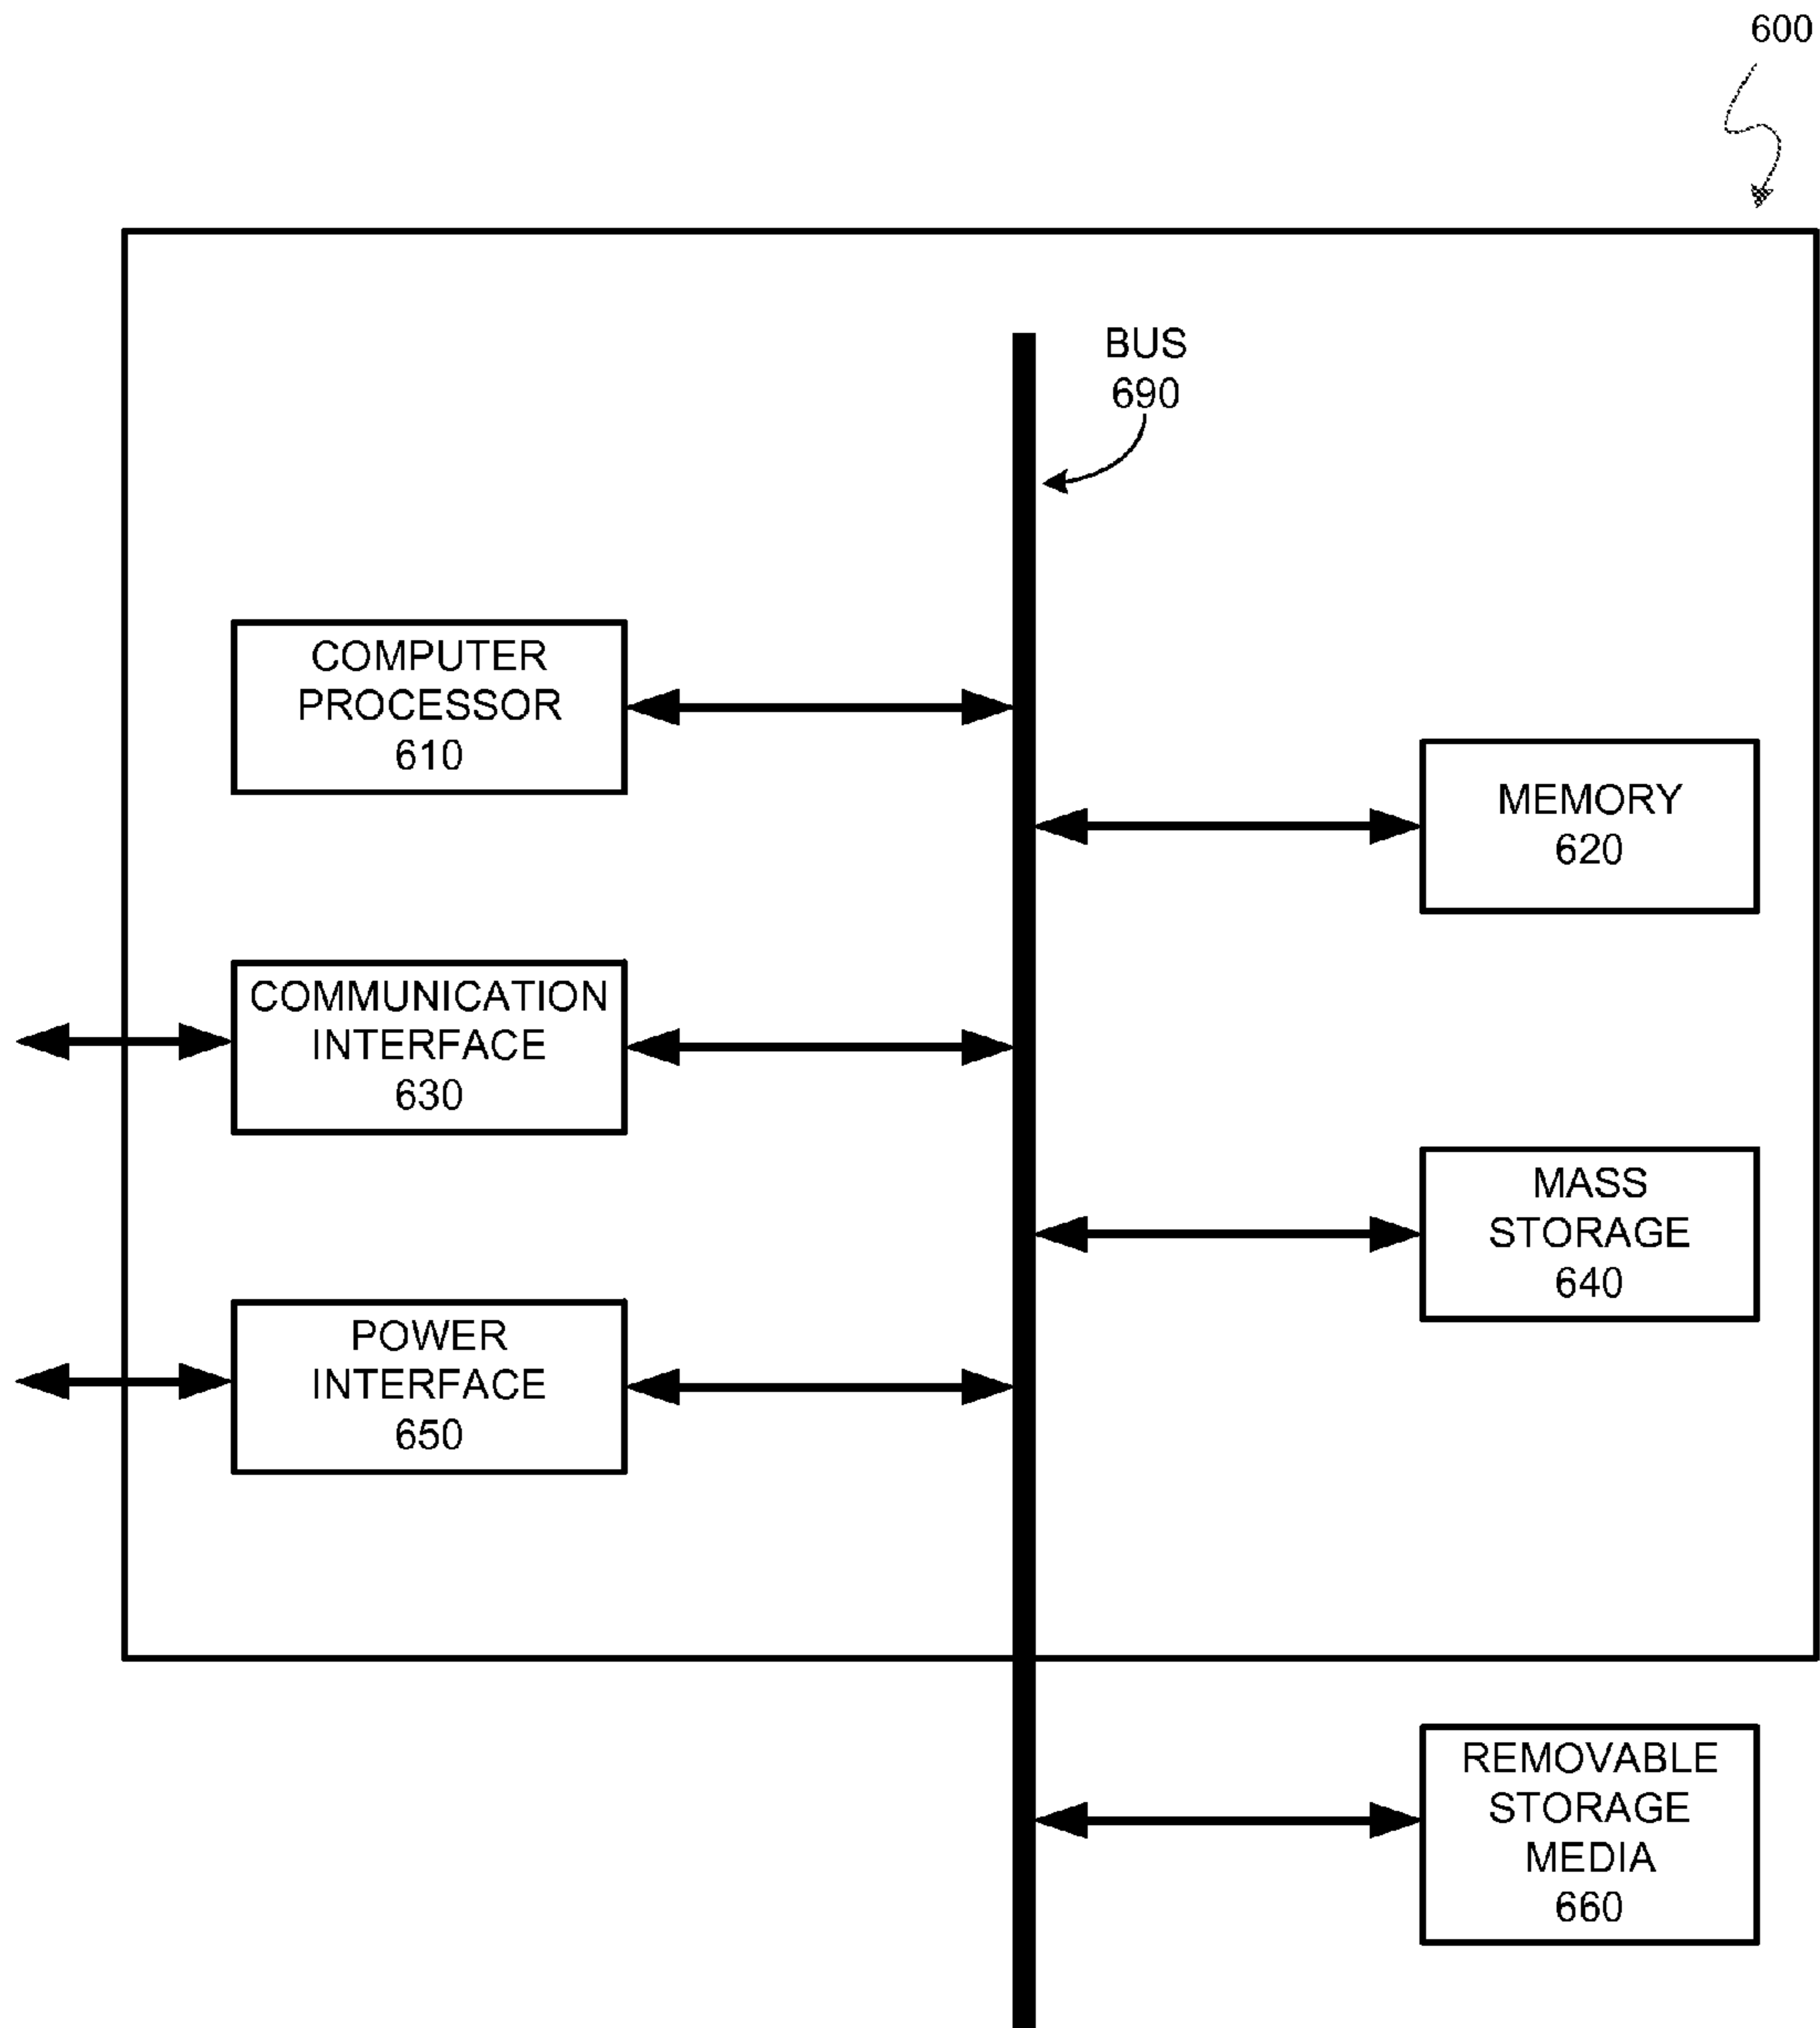 600
BUS
690
COMPUTER
PROCESSOR
610
MEMORY
620
COMMUNICATION
INTERFACE
630
MASS
STORAGE
640
POWER
INTERFACE
650
REMOVABLE
STORAGE
MEDIA
660